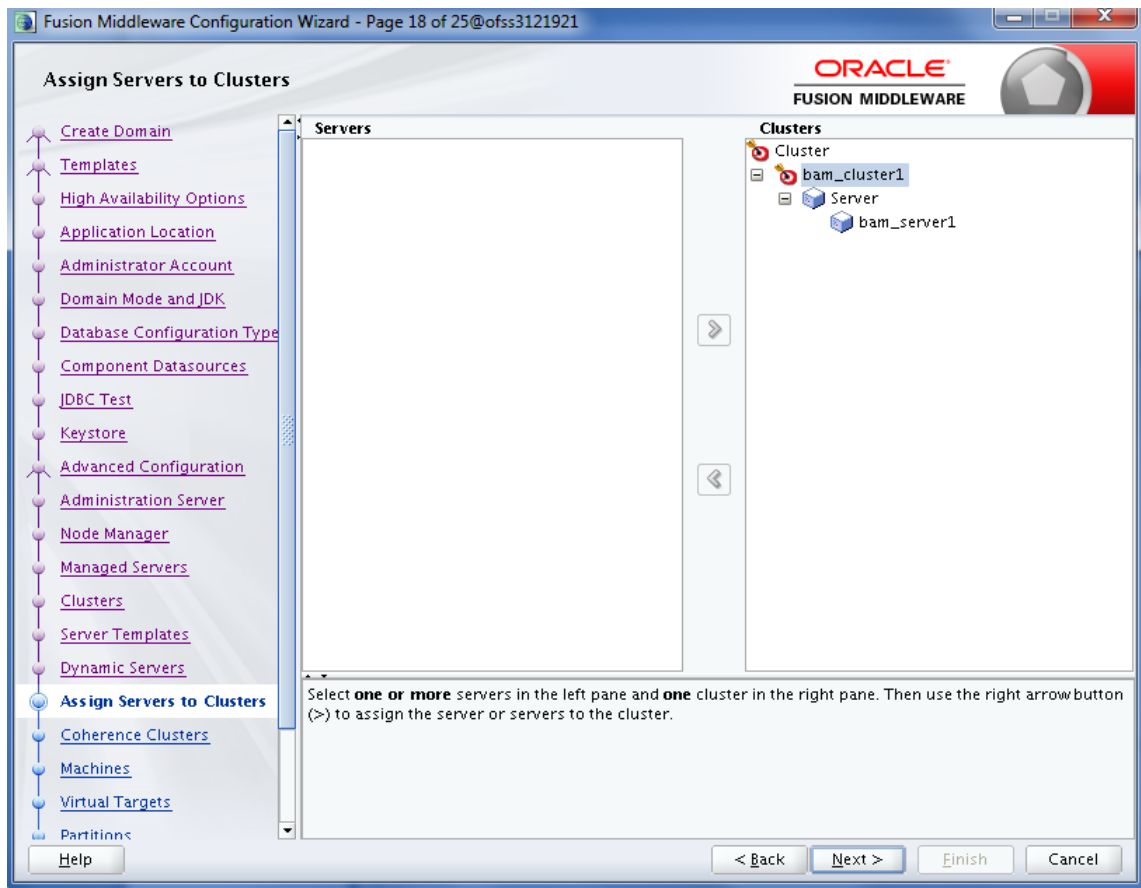 Fusion Middleware Configuration Wizard - Page 18 of 25@ofss3121921
Assign Servers to Clusters
ORACLE
FUSION MIDDLEWARE
Create Domain
Templates
High Availability Options
Application Location
Administrator Account
Domain Mode and JDK
Database Configuration Type
Component Datasources
JDBC Test
Keystore
Advanced Configuration
Administration Server
Node Manager
Managed Servers
Clusters
Server Templates
Dynamic Servers
Assign Servers to Clusters
Coherence Clusters
Machines
Virtual Targets
Partitions
Servers
Clusters
Cluster
bam_cluster1
Server
bam_server1
Select one or more servers in the left pane and one cluster in the right pane. Then use the right arrow button
(>) to assign the server or servers to the cluster.
Help
< Back
Next >
Finish
Cancel